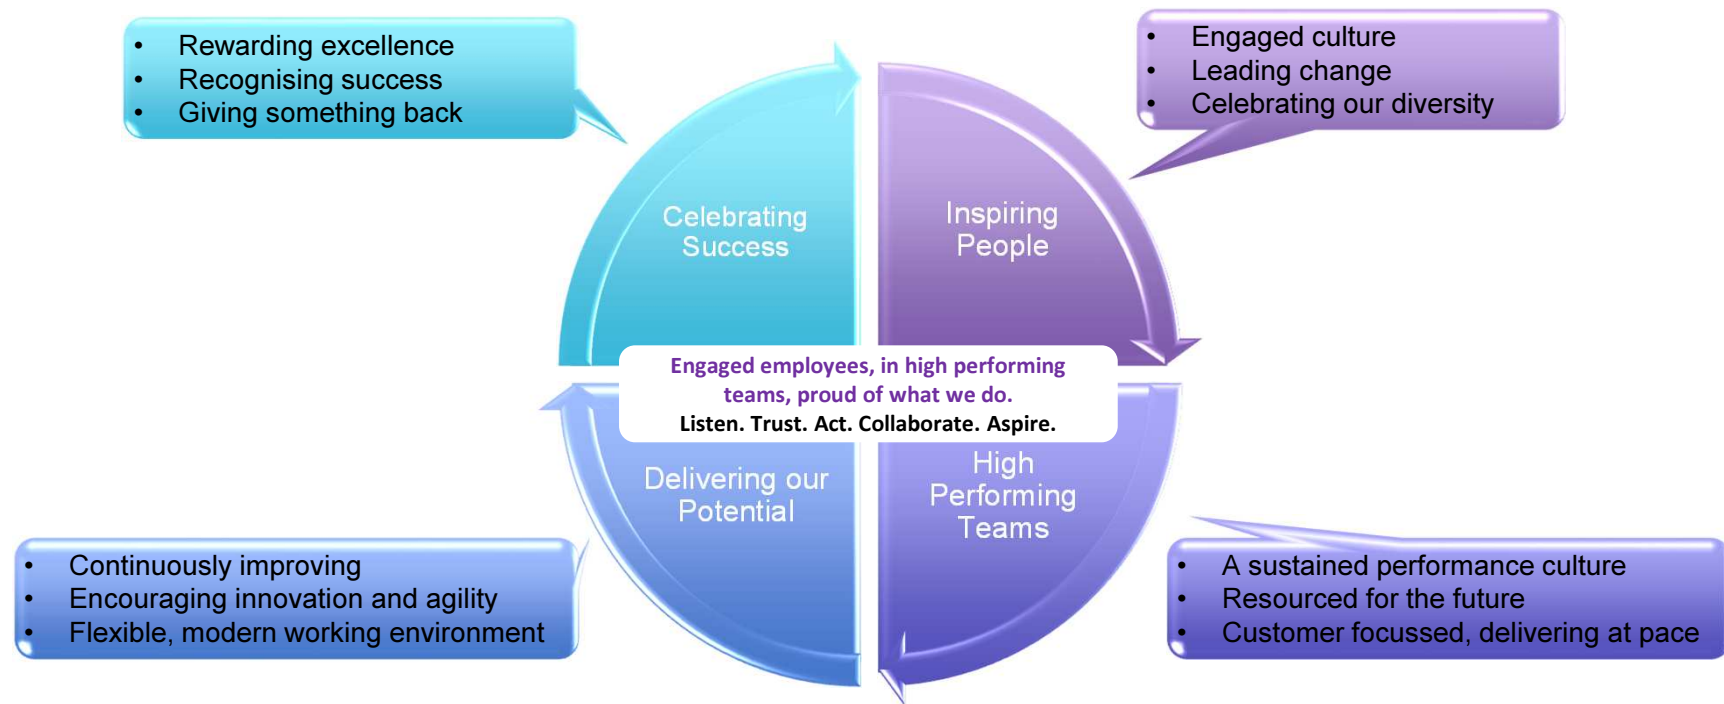 • Rewarding excellence
• Recognising success
• Giving something back
• Engaged culture
• Leading change
• Celebrating our diversity
Celebrating
Success
Inspiring
People
Engaged employees, in high performing
teams, proud of what we do.
Listen. Trust. Act. Collaborate. Aspire.
Delivering our
Potential
High
Performing
Teams
• Continuously improving
• Encouraging innovation and agility
• Flexible, modern working environment
• A sustained performance culture
• Resourced for the future
• Customer focussed, delivering at pace